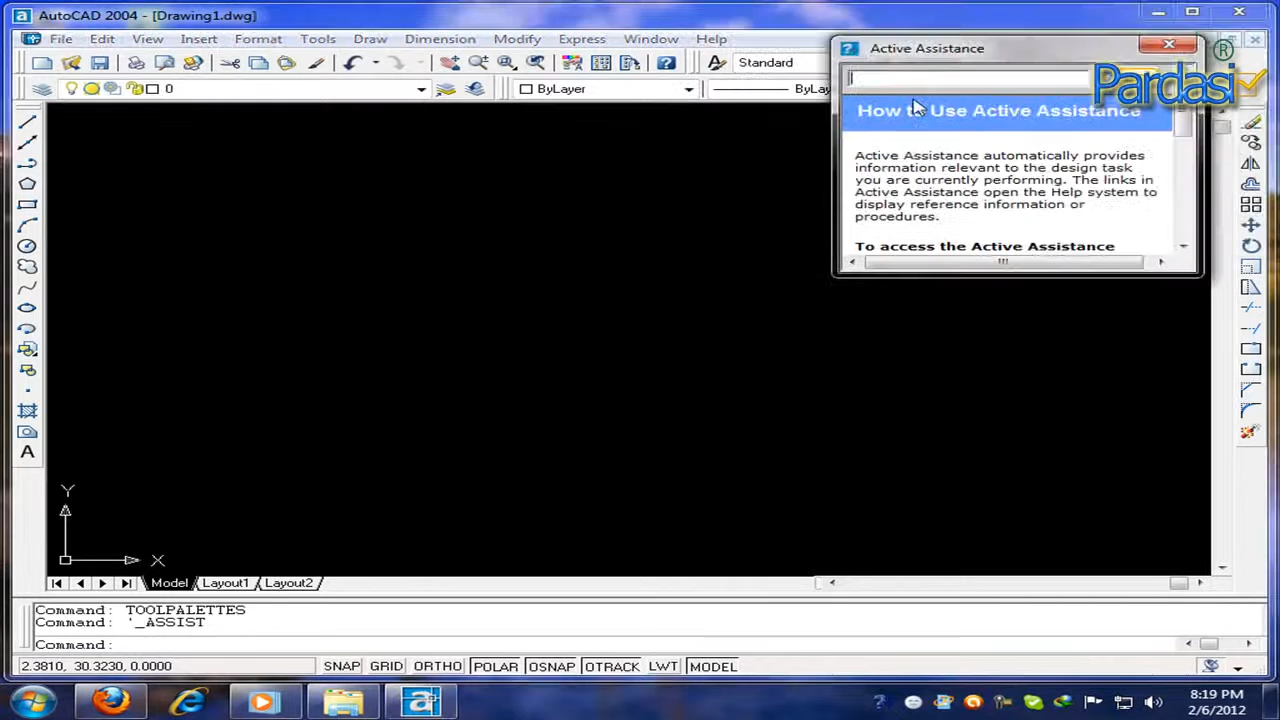 AutoCAD 2004 - [Drawing1.dwg]
File Edit View Insert Format Tools Draw Dimension Modify Express Window Help
Standard
0 ByLayer ByLa
Active Assistance
Pardasi ®
How to Use Active Assistance
Active Assistance automatically provides
information relevant to the design task
you are currently performing. The links in
Active Assistance open the Help system to
display reference information or
procedures.
To access the Active Assistance
A
Y
X
Model Layout1 Layout2
Command: TOOLPALETTES
Command: '_ASSIST
Command:
2.3810, 30.3230, 0.0000 SNAP GRID ORTHO POLAR OSNAP OTRACK LWT MODEL
8:19 PM
2/6/2012